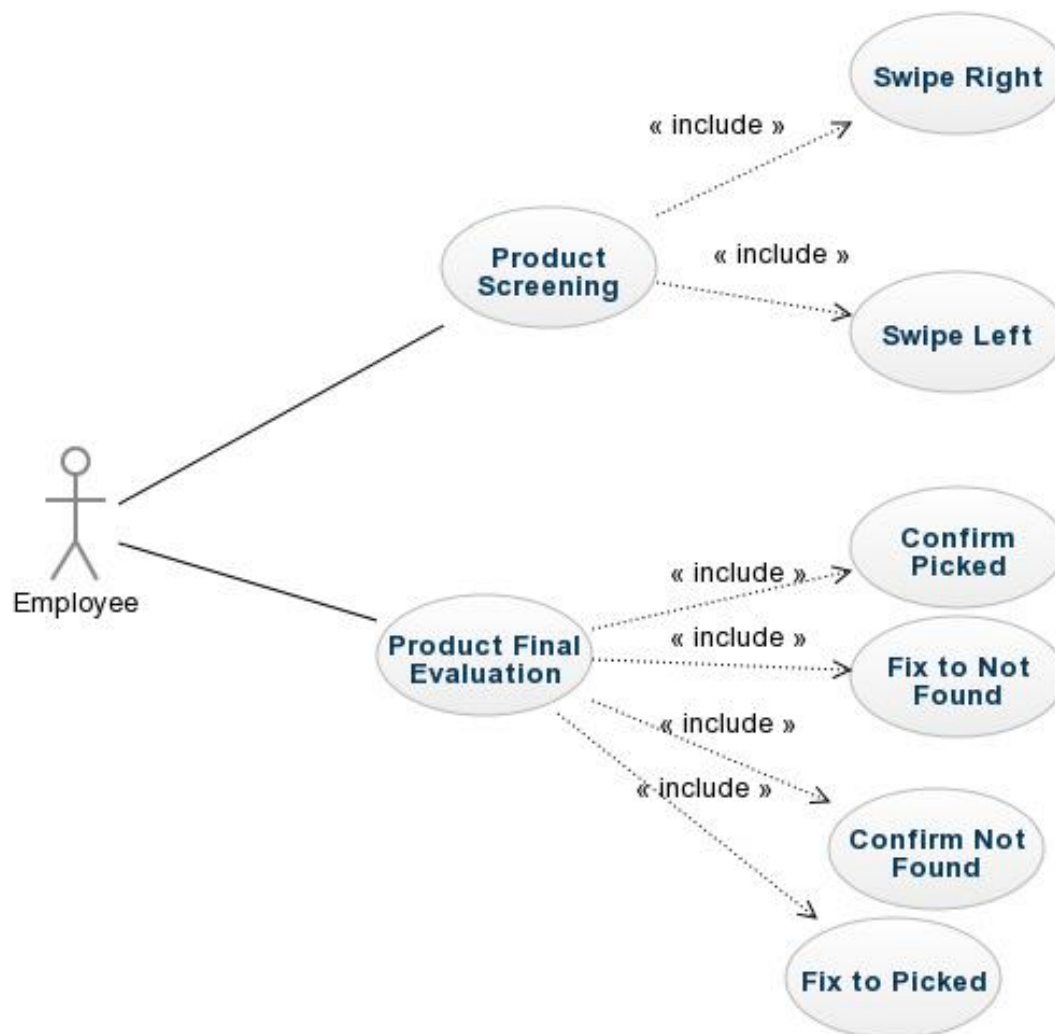 Swipe Right
« include »
« include »
Product
Screening
Swipe Left
Employee
Confirm
Picked
« include »
« include »
Product Final
Evaluation
Fix to Not
Found
« include »
« include »
Confirm Not
Found
Fix to Picked